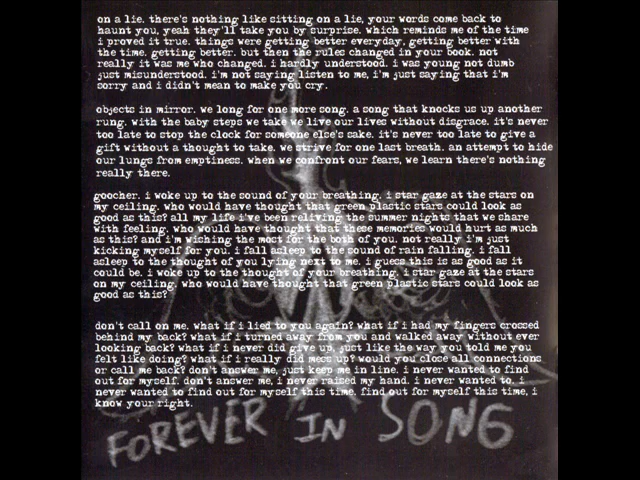 on a lie. there's nothing like sitting on a lie, your words come back to
haunt you, yeah they'll take you by surprise. which reminds me of the time
i proved it true. things were getting better everyday, getting better with
the time. getting better. but then the rules changed in your book. not
really it was me who changed. i hardly understood. i was young not dumb
just misunderstood. i'm not saying listen to me, i'm just saying that i'm
sorry and i didn't mean to make you cry.
objects in mirror. we long for one more song, a song that knocks us up another
rung. with the baby steps we take we live our lives without disgrace. it's never
too late to stop the clock for someone else's sake. it's never too late to give a
gift without a thought to take. we strive for one last breath. an attempt to hide
our lungs from emptiness. when we confront our fears, we learn there's nothing
really there.
goocher. i woke up to the sound of your breathing. i star gaze at the stars on
my ceiling. who would have thought that green plastic stars could look as
good as this? all my life i've been reliving the summer nights that we share
with feeling. who would have thought that these memories would hurt as much
as this? and i'm wishing the most for the both of you. not really i'm just
kicking myself for you. i fall asleep to the sound of rain falling. i fall
asleep to the thought of you lying next to me. i guess this is as good as it
could be. i woke up to the thought of your breathing. i star gaze at the stars
on my ceiling. who would have thought that green plastic stars could look as
good as this?
don't call on me. what if i lied to you again? what if i had my fingers crossed
behind my back? what if i turned away from you and walked away without ever
looking back? what if i never did give up, just like the way you told me you
felt like doing? what if i really did mess up? would you close all connections
or call me back? don't answer me, just keep me in line. i never wanted to find
out for myself. don't answer me, i never raised my hand. i never wanted to. i
never wanted to find out for myself this time. find out for myself this time, i
know your right.
FOREVER IN SONG